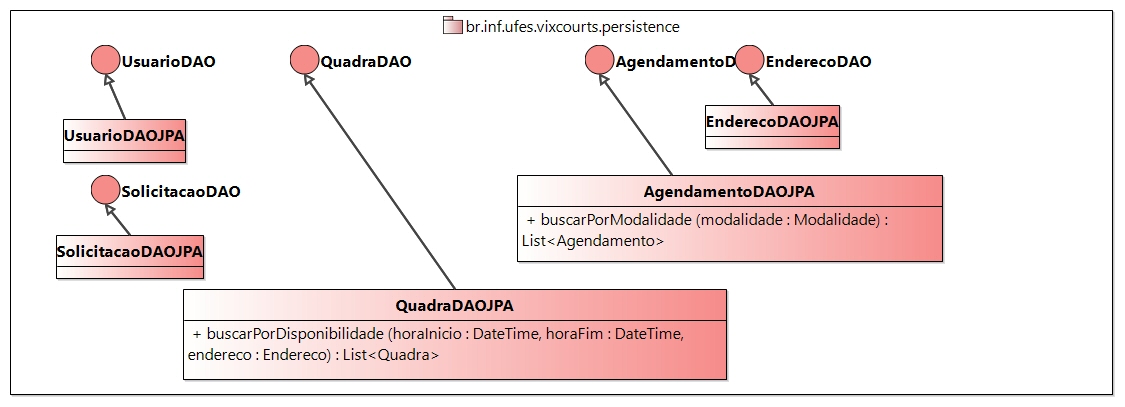 br.inf.ufes.vixcourts.persistence
UsuarioDAO
QuadraDAO
AgendamentoD
EnderecoDAO
UsuarioDAOJPA
EnderecoDAOJPA
SolicitacaoDAO
AgendamentoDAOJPA
+ buscarPorModalidade (modalidade : Modalidade) :
List<Agendamento>
SolicitacaoDAOJPA
QuadraDAOJPA
+ buscarPorDisponibilidade (horaInicio : DateTime, horaFim : DateTime,
endereco : Endereco) : List<Quadra>